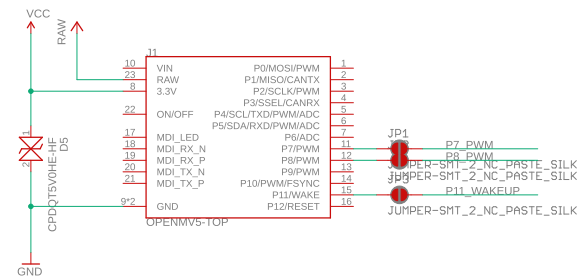 VCC
RAW
J1
10 VIN
23 RAW
8 3.3V
22 ON/OFF
17 MDI_LED
18 MDI_RX_N
19 MDI_RX_P
20 MDI_TX_N
21 MDI_TX_P
9*2 GND
P0/MOSI/PWM 1
P1/MISO/CANTX 2
P2/SCLK/PWM 3
P3/SSEL/CANRX 4
P4/SCL/TXD/PWM/ADC 5
P5/SDA/RXD/PWM/ADC 6
P6/ADC 7
P7/PWM 11
P8/PWM 12
P9/PWM 13
P10/PWM/FSYNC 14
P11/WAKE 15
P12/RESET 16
OPENMV5-TOP
1
2
CPDQT5V0HE-HF
D5
GND
JP1
P7_PWM
P8_PWM
JUMPER-SMT_2_NC_PASTE_SILK
JUMPER-SMT_2_NC_PASTE_SILK
P11_WAKEUP
JUMPER-SMT_2_NC_PASTE_SILK